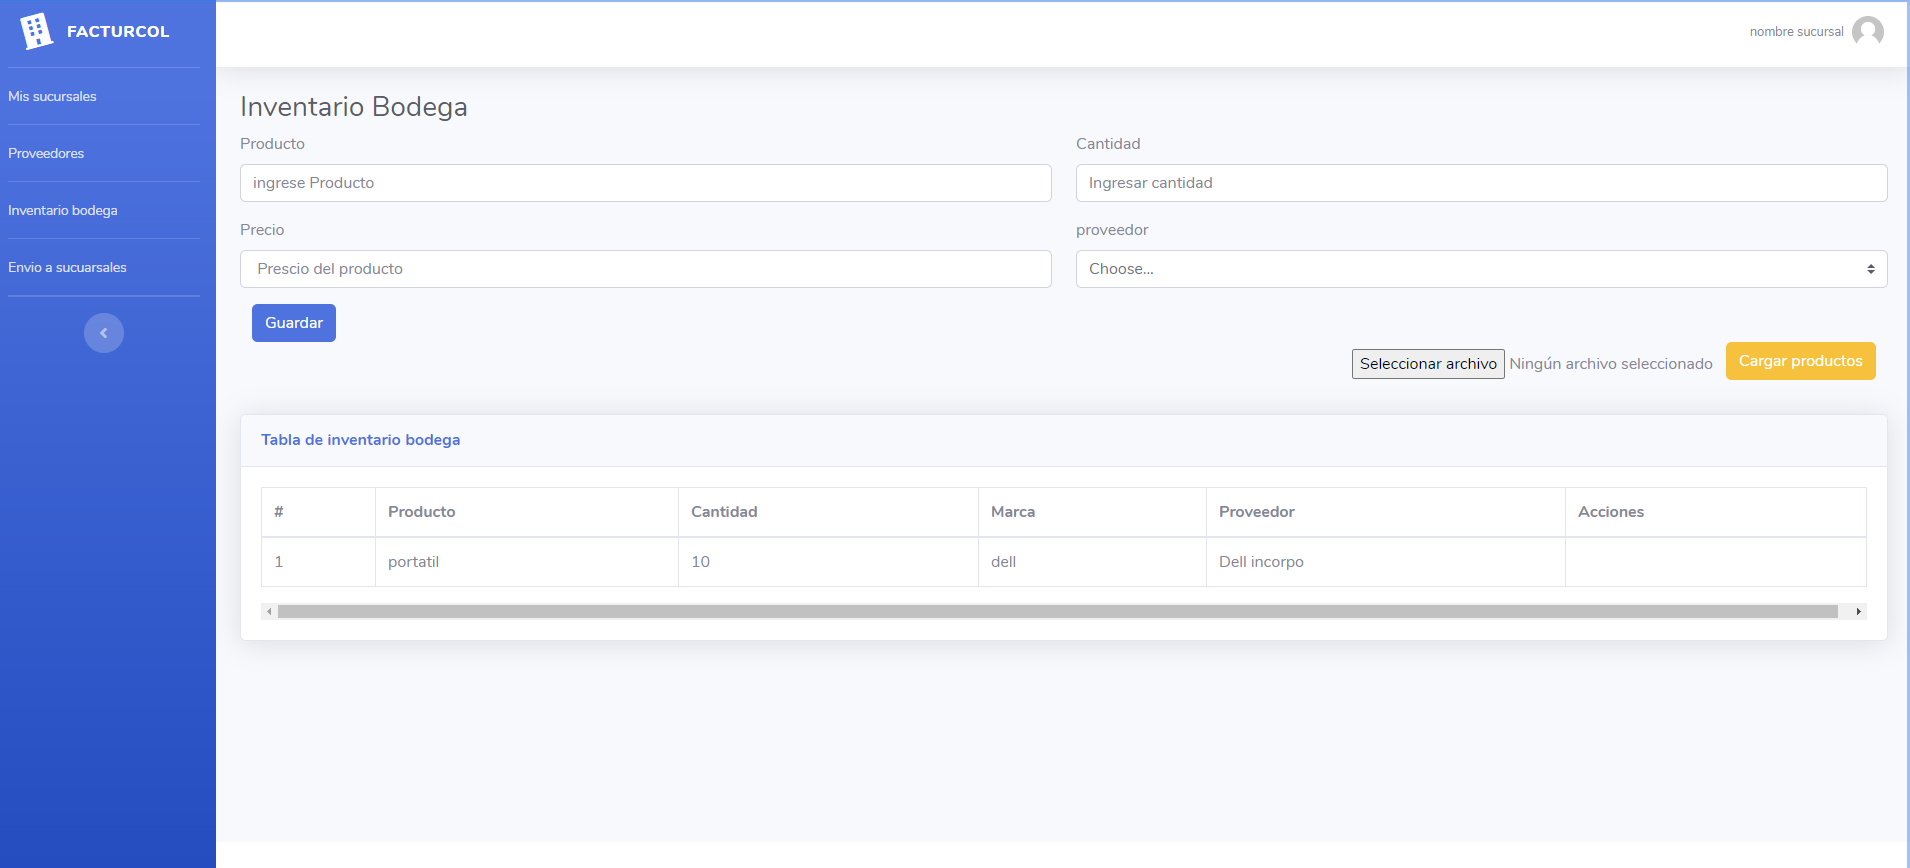 FACTURCOL
nombre sucursal
Mis sucursales
Proveedores
Inventario bodega
Envio a sucuarsales
Inventario Bodega
Producto
Cantidad
ingrese Producto
Ingresar cantidad
Precio
proveedor
Prescio del producto
Choose...
Guardar
Seleccionar archivo Ningún archivo seleccionado
Cargar productos
Tabla de inventario bodega
# Producto Cantidad Marca Proveedor Acciones
1 portatil 10 dell Dell incorpo